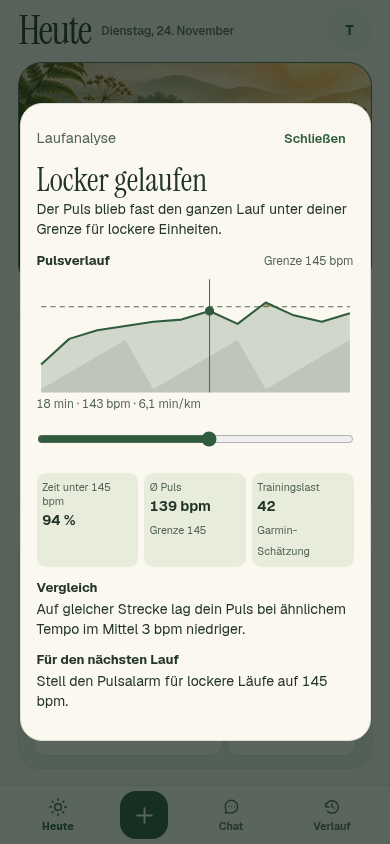 Heute Dienstag, 24. November T
Laufanalyse Schließen
Locker gelaufen
Der Puls blieb fast den ganzen Lauf unter deiner
Grenze für lockere Einheiten.
Pulsverlauf Grenze 145 bpm
18 min · 143 bpm · 6,1 min/km
Zeit unter 145
bpm
94 %
Ø Puls
139 bpm
Grenze 145
Trainingslast
42
Garmin-
Schätzung
Vergleich
Auf gleicher Strecke lag dein Puls bei ähnlichem
Tempo im Mittel 3 bpm niedriger.
Für den nächsten Lauf
Stell den Pulsalarm für lockere Läufe auf 145
bpm.
Heute Chat Verlauf